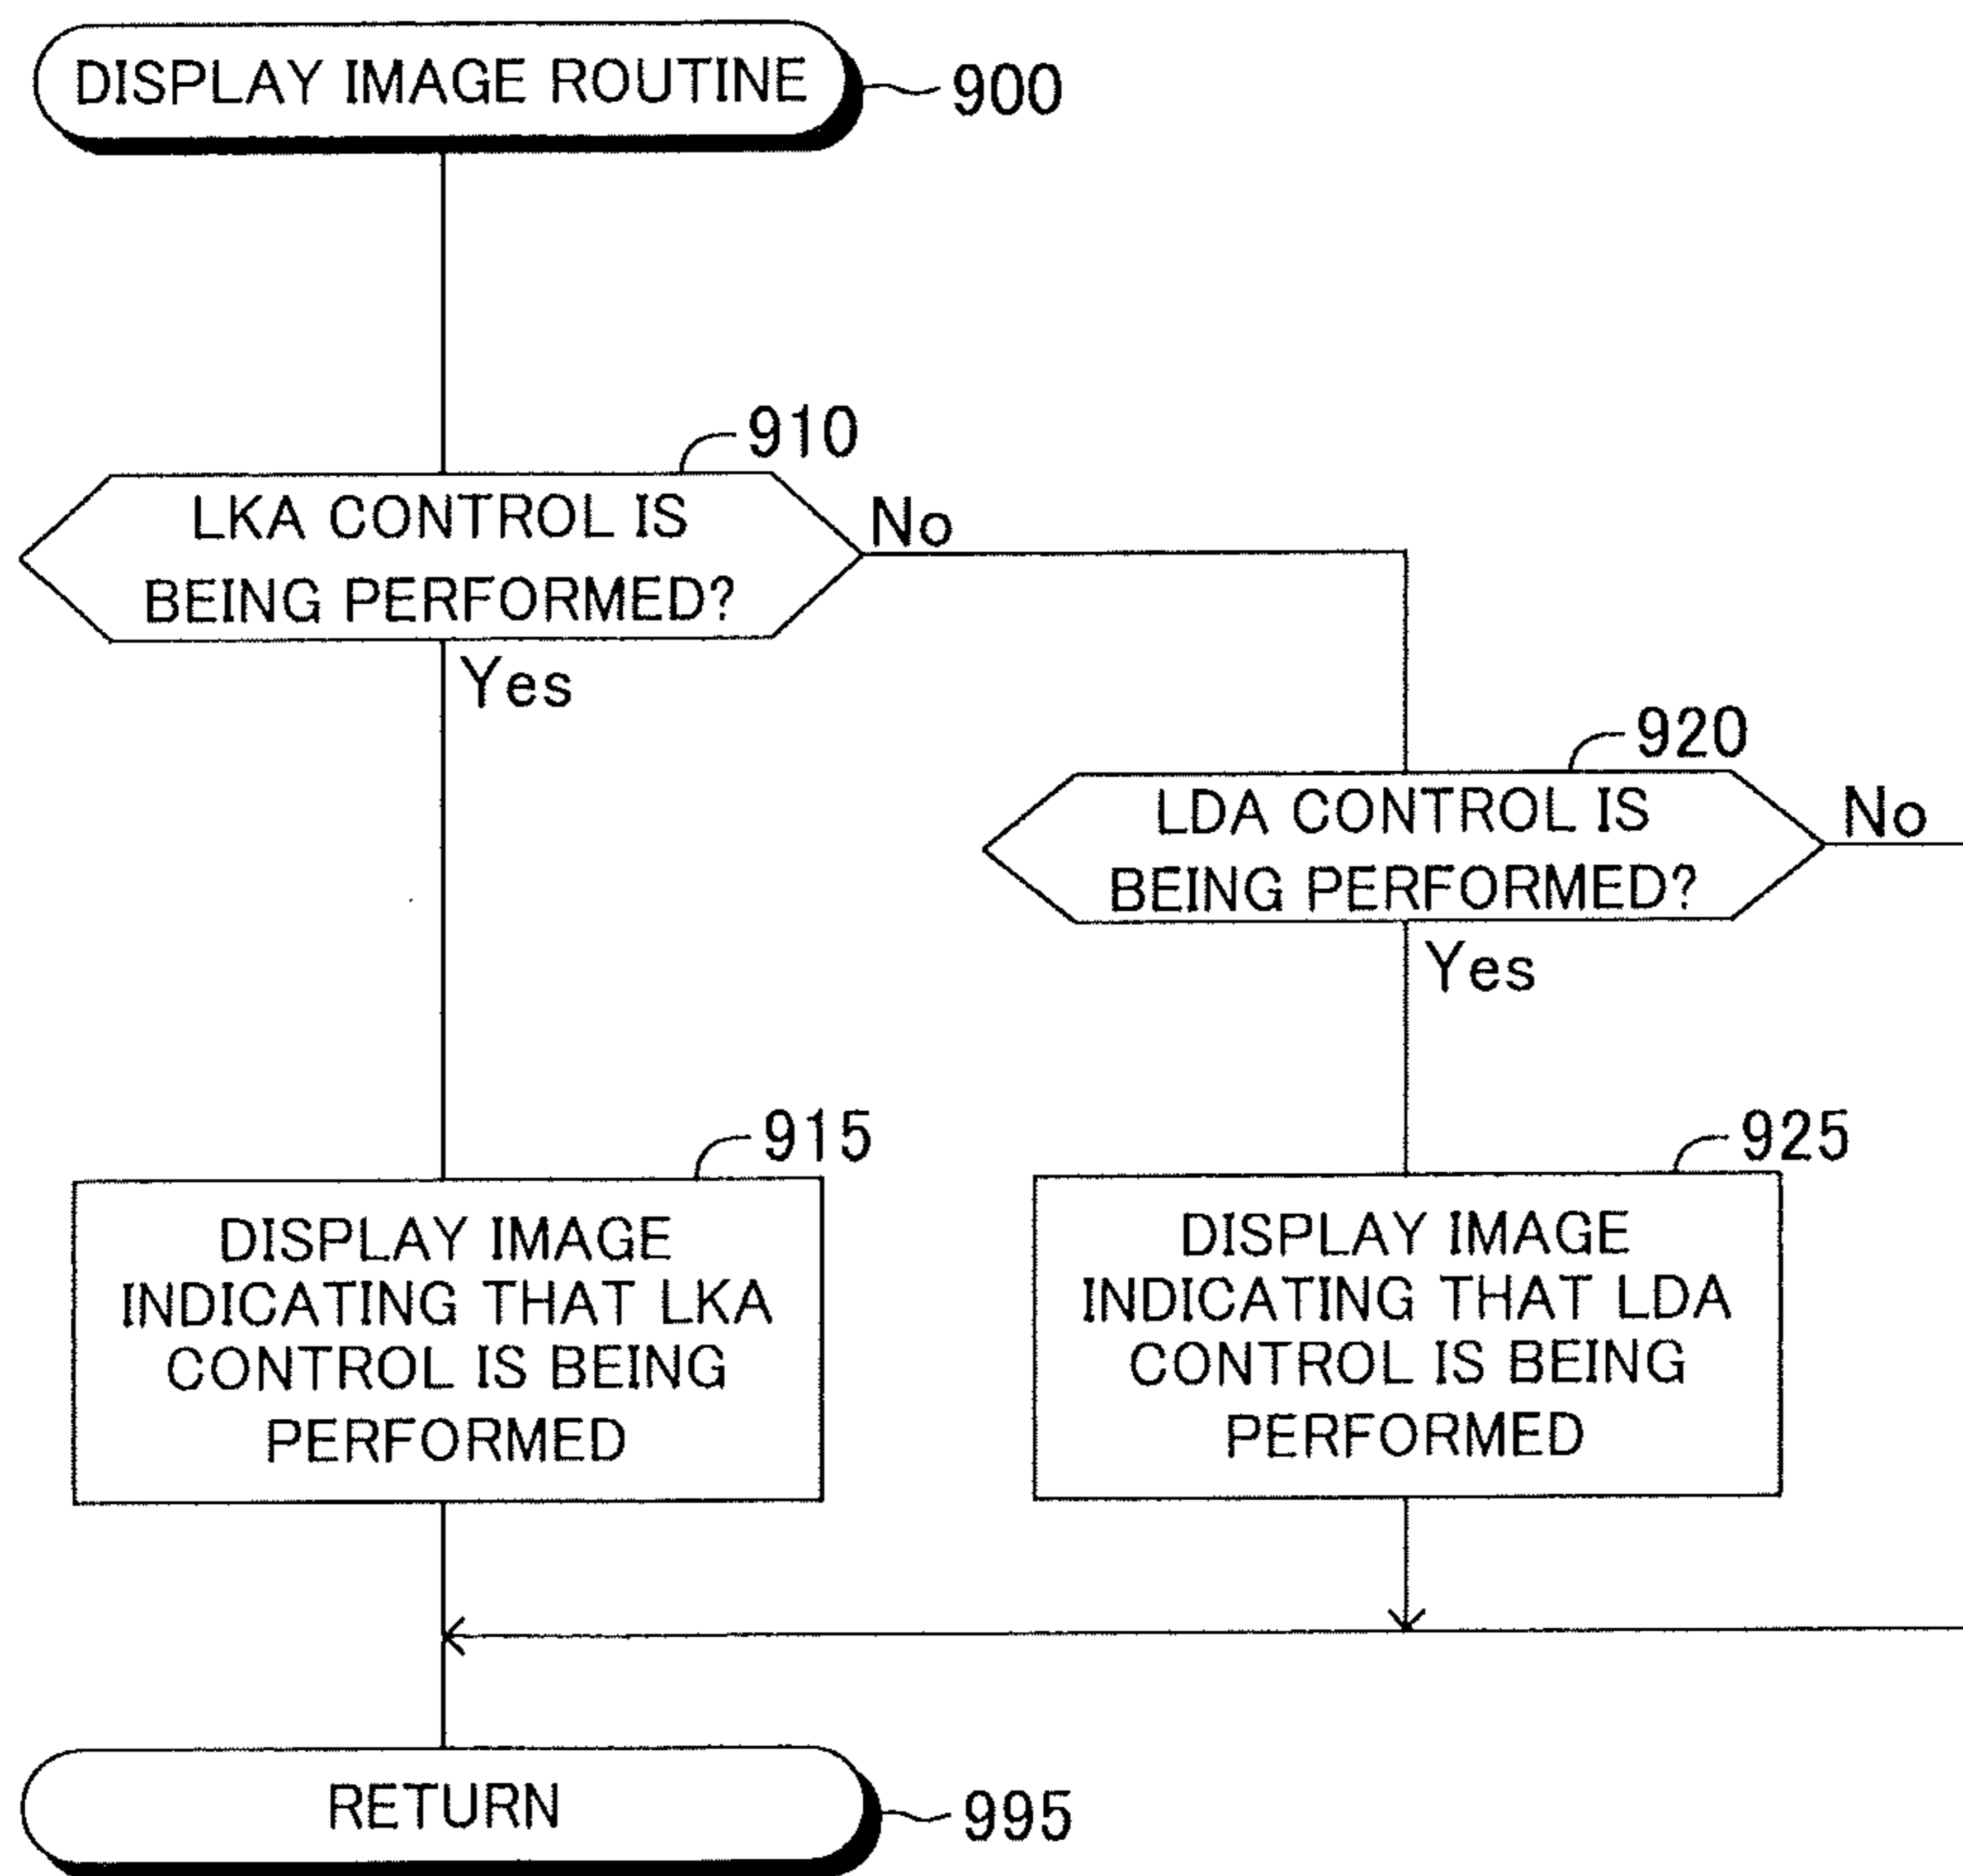 DISPLAY IMAGE ROUTINE
900
910
LKA CONTROL IS
BEING PERFORMED?
No
Yes
920
LDA CONTROL IS
BEING PERFORMED?
No
Yes
915
DISPLAY IMAGE
INDICATING THAT LKA
CONTROL IS BEING
PERFORMED
925
DISPLAY IMAGE
INDICATING THAT LDA
CONTROL IS BEING
PERFORMED
RETURN
995